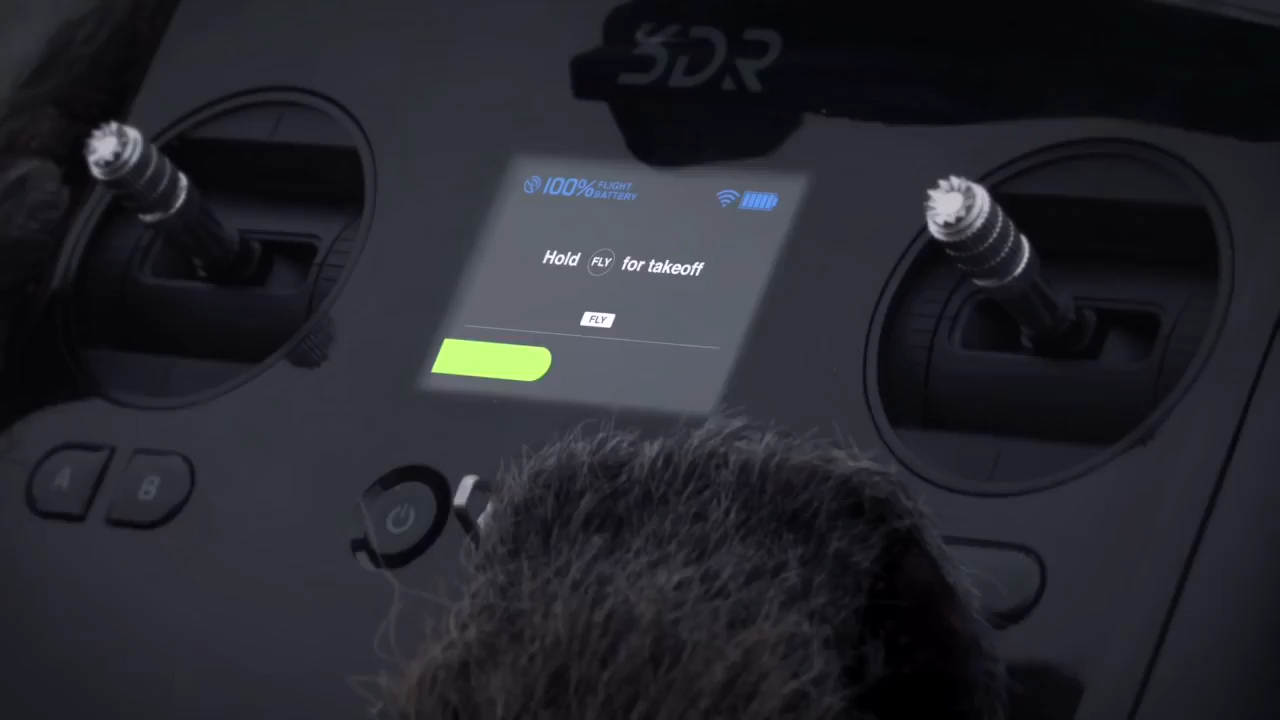 3DR
100% FLIGHT BATTERY
Hold FLY for takeoff
FLY
A B